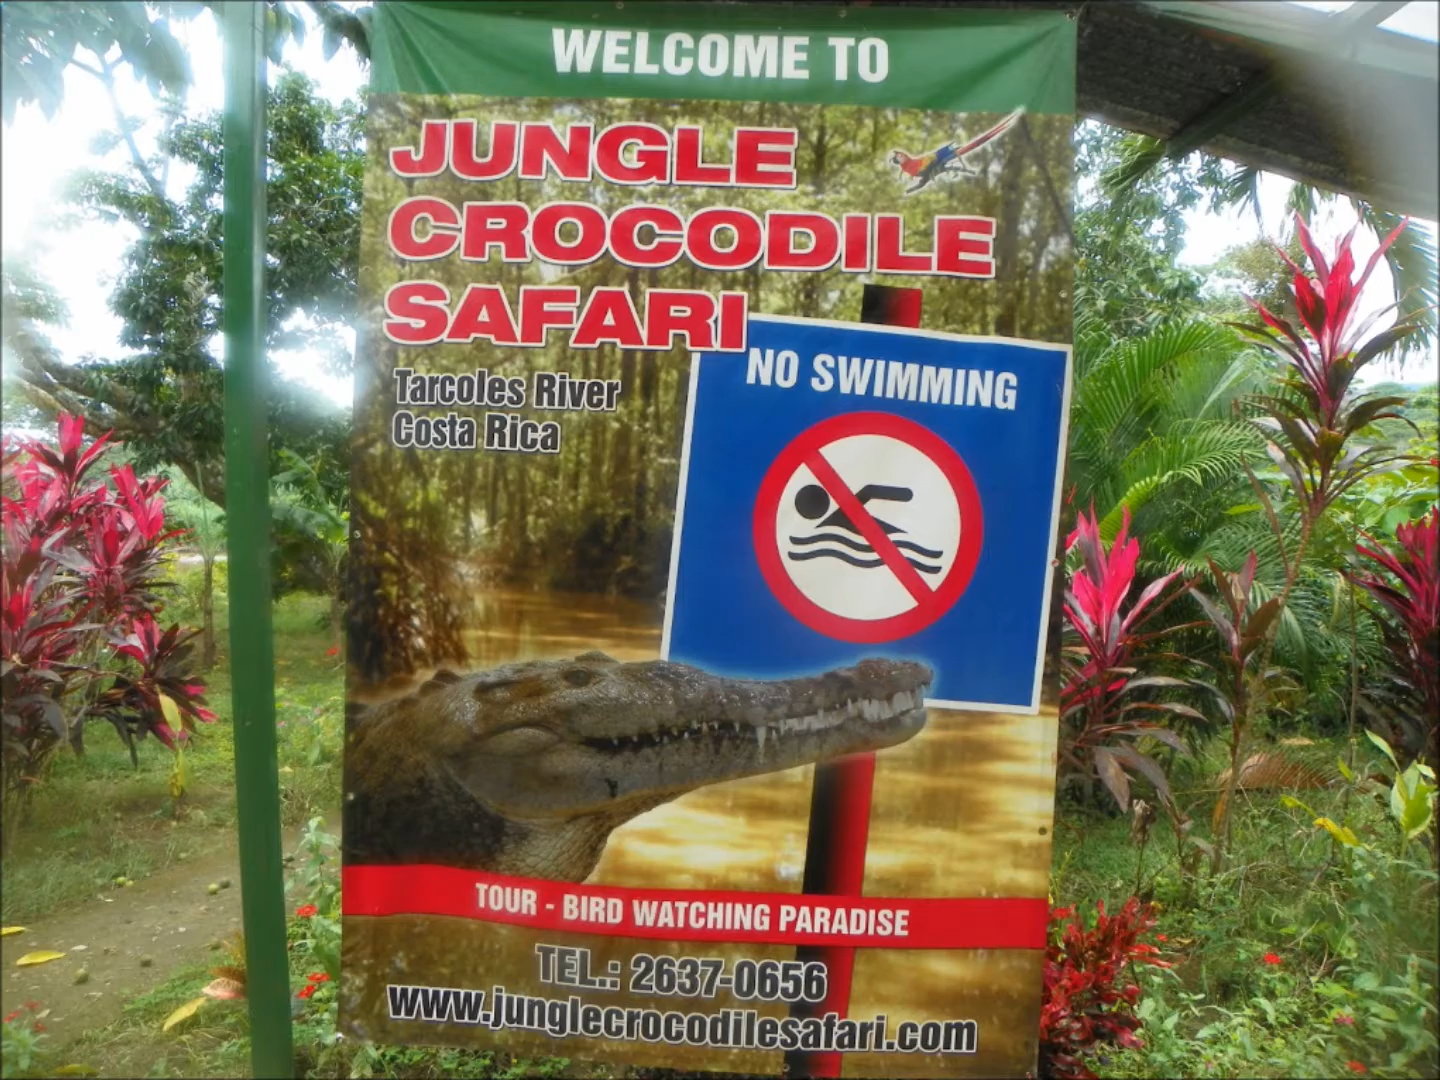 WELCOME TO
JUNGLE
CROCODILE
SAFARI
Tarcoles River
Costa Rica
NO SWIMMING
TOUR - BIRD WATCHING PARADISE
TEL.: 2637-0656
www.junglecrocodilesafari.com